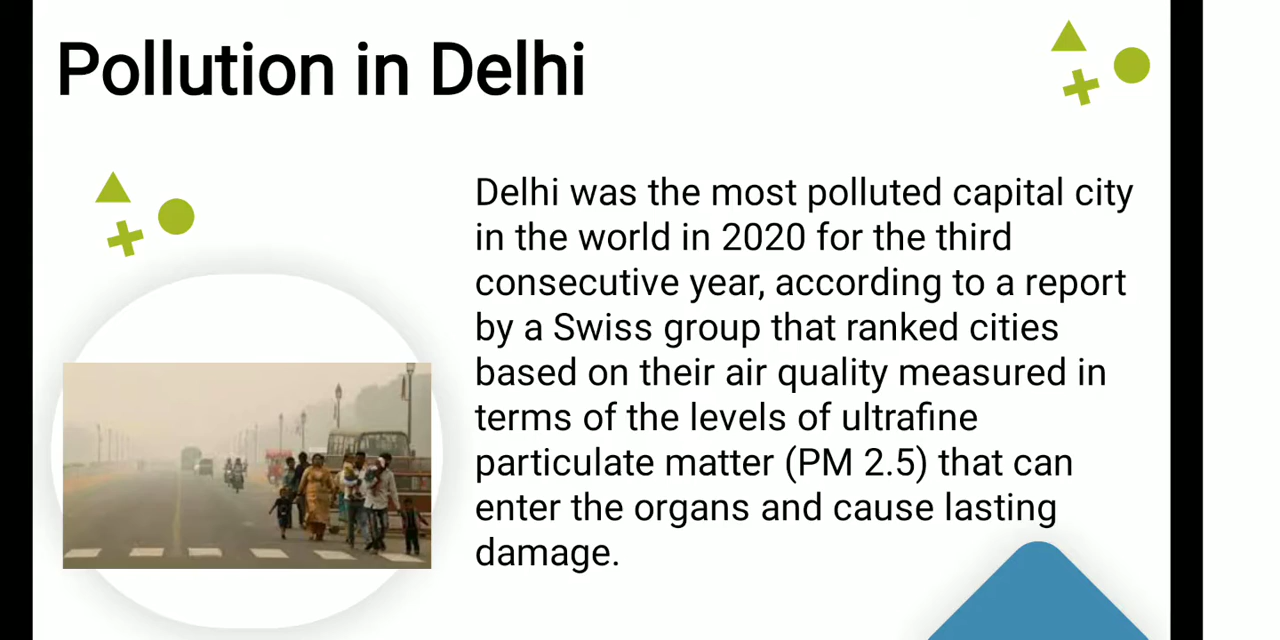 Pollution in Delhi
Delhi was the most polluted capital city
in the world in 2020 for the third
consecutive year, according to a report
by a Swiss group that ranked cities
based on their air quality measured in
terms of the levels of ultrafine
particulate matter (PM 2.5) that can
enter the organs and cause lasting
damage.